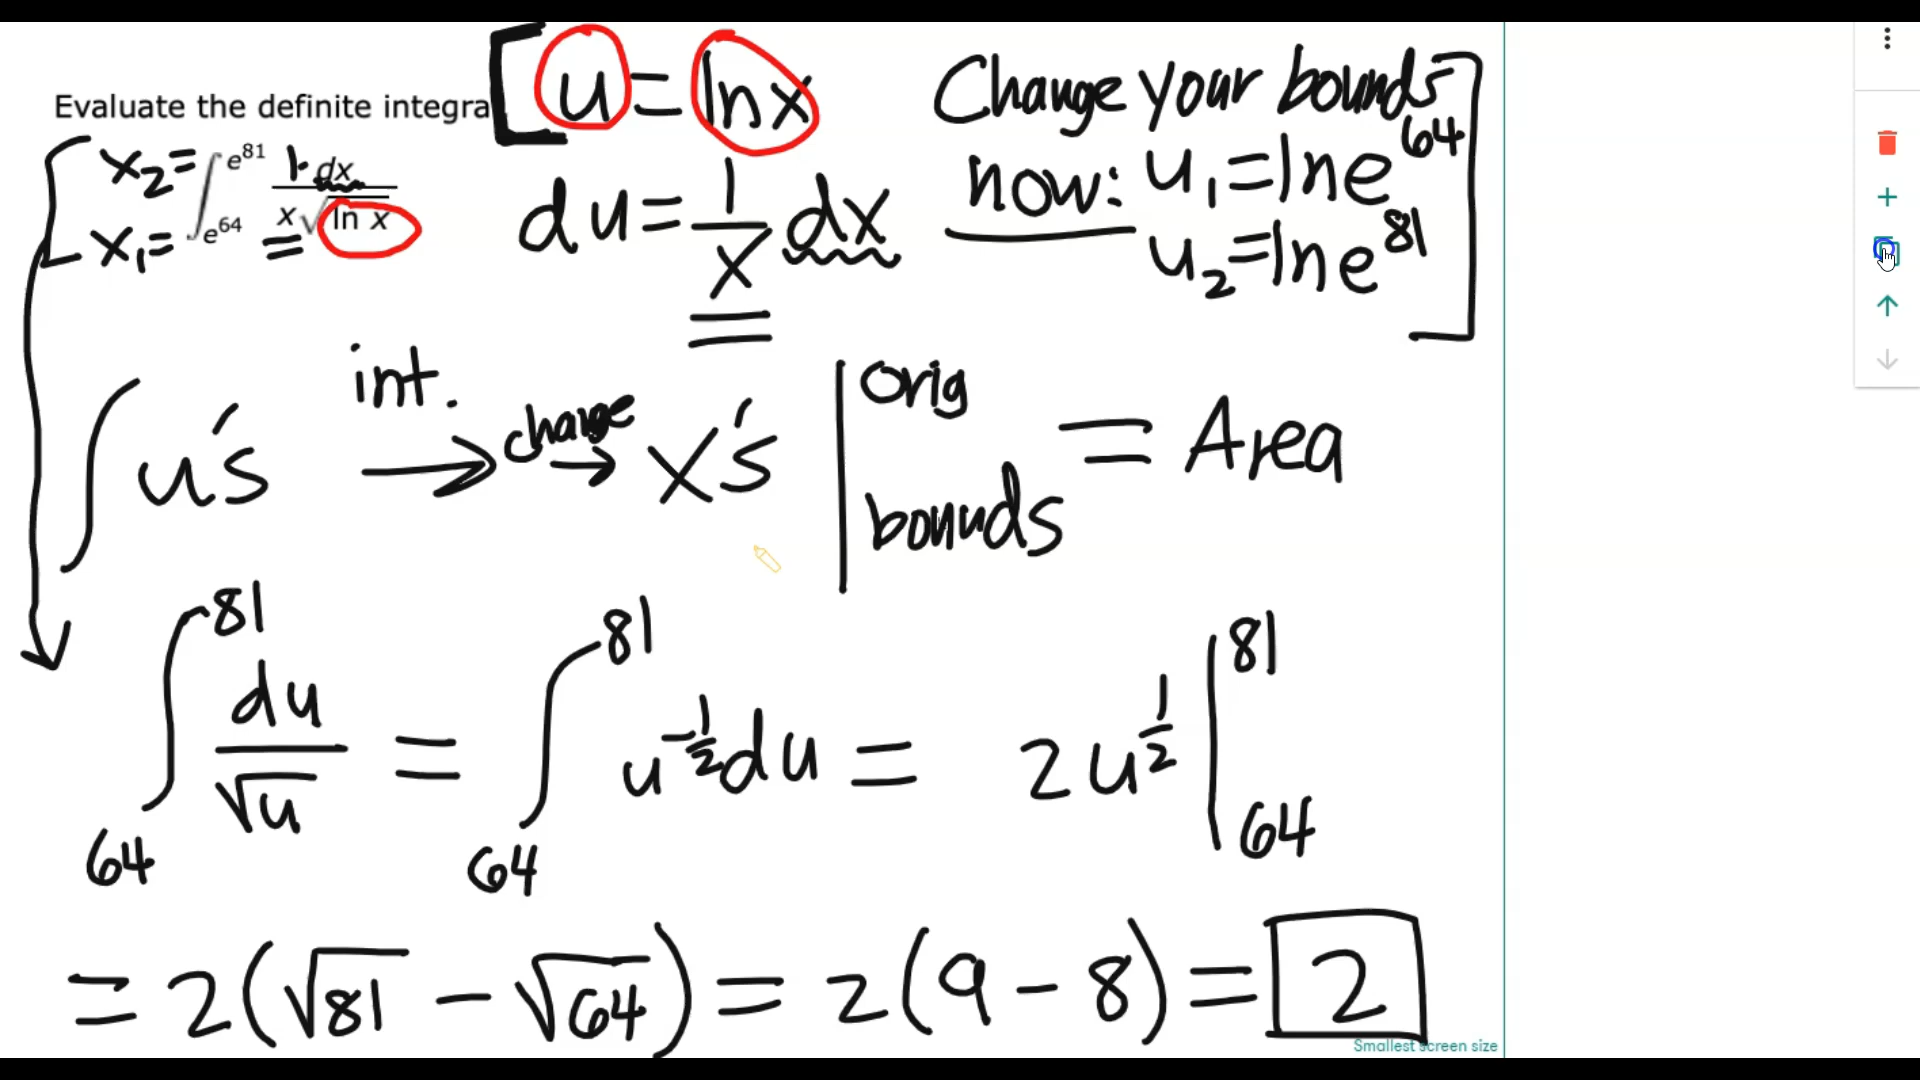 Evaluate the definite integra
[ u = ln x
du = 1/x dx
Change your bounds
now: u₁ = ln e⁶⁴
u₂ = ln e⁸¹ ]
x₂ = ∫ e⁸¹ 1·dx
x₁ = e⁶⁴ x√ln x
∫ u's int. → change → x's | orig bounds = Area
∫₆₄⁸¹ du/√u = ∫₆₄⁸¹ u^(-1/2) du = 2u^(1/2) |₆₄⁸¹
= 2(√81 − √64) = 2(9 − 8) = 2
Smallest screen size